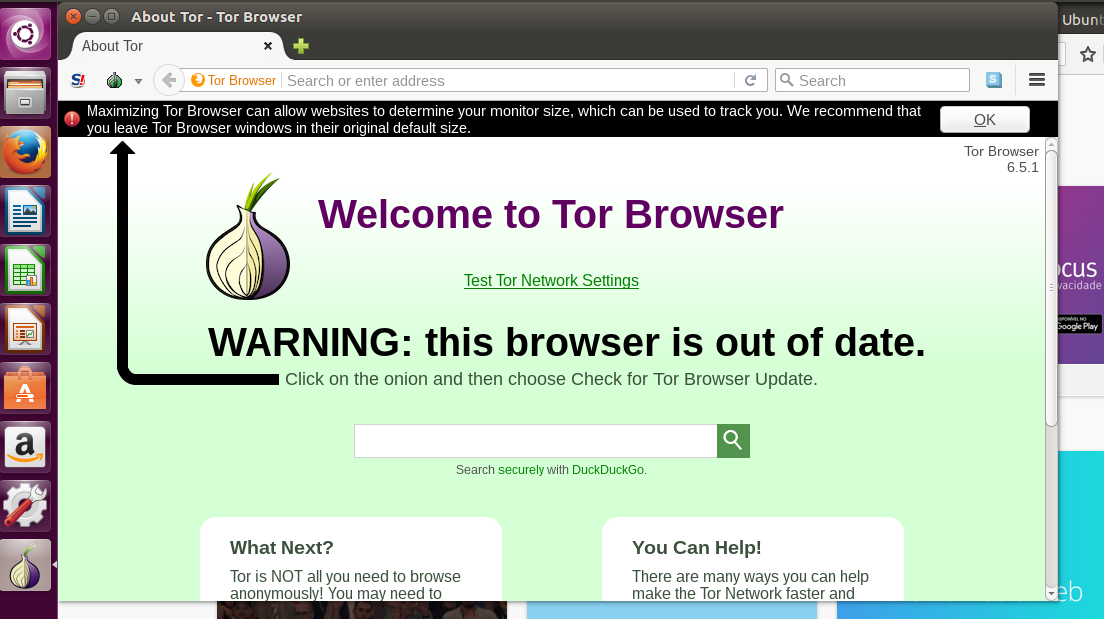 About Tor - Tor Browser
Ubunt
About Tor
S!
Tor Browser
Search or enter address
Search
S
Maximizing Tor Browser can allow websites to determine your monitor size, which can be used to track you. We recommend that
you leave Tor Browser windows in their original default size.
OK
Tor Browser
6.5.1
Welcome to Tor Browser
Test Tor Network Settings
WARNING: this browser is out of date.
Click on the onion and then choose Check for Tor Browser Update.
Search securely with DuckDuckGo.
What Next?
Tor is NOT all you need to browse
anonymously! You may need to
You Can Help!
There are many ways you can help
make the Tor Network faster and
ocus
vacidade
DISPONÍVEL NO
Google Play
eb